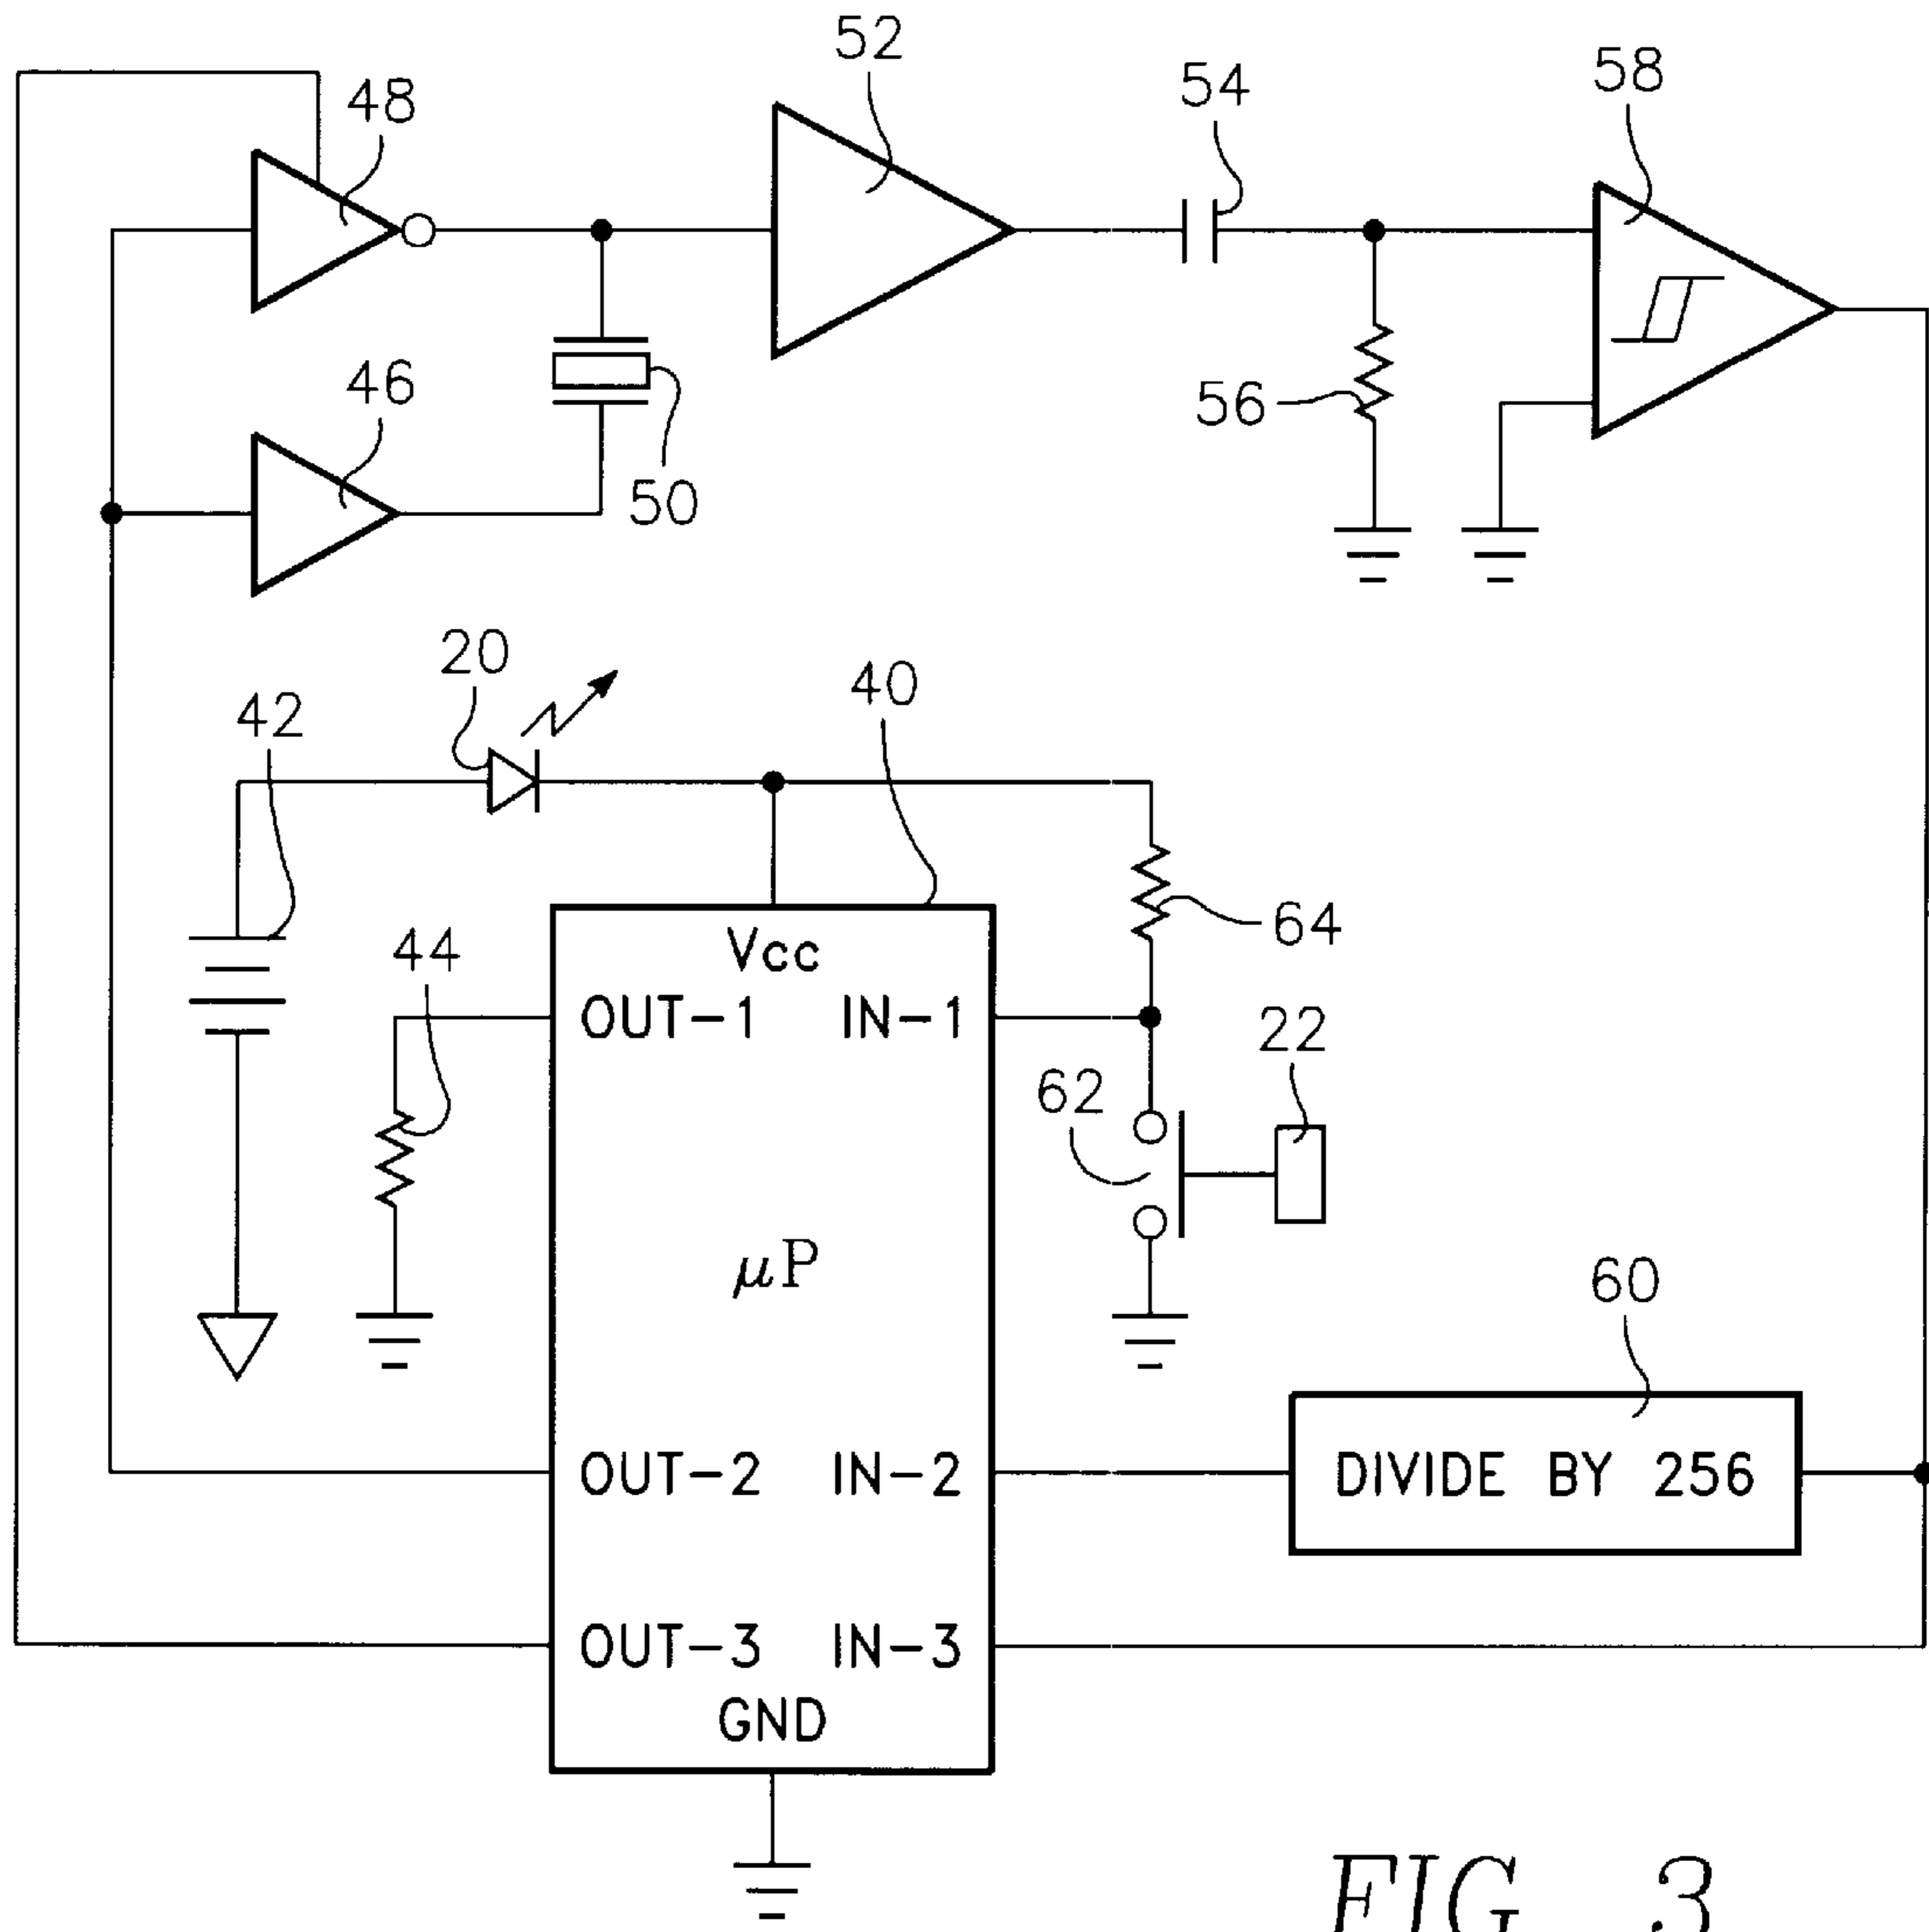 52
54
58
48
46
56
50
20
40
42
44
64
Vcc
OUT-1 IN-1
22
62
μP
60
OUT-2 IN-2
DIVIDE BY 256
OUT-3 IN-3
GND
FIG. 3